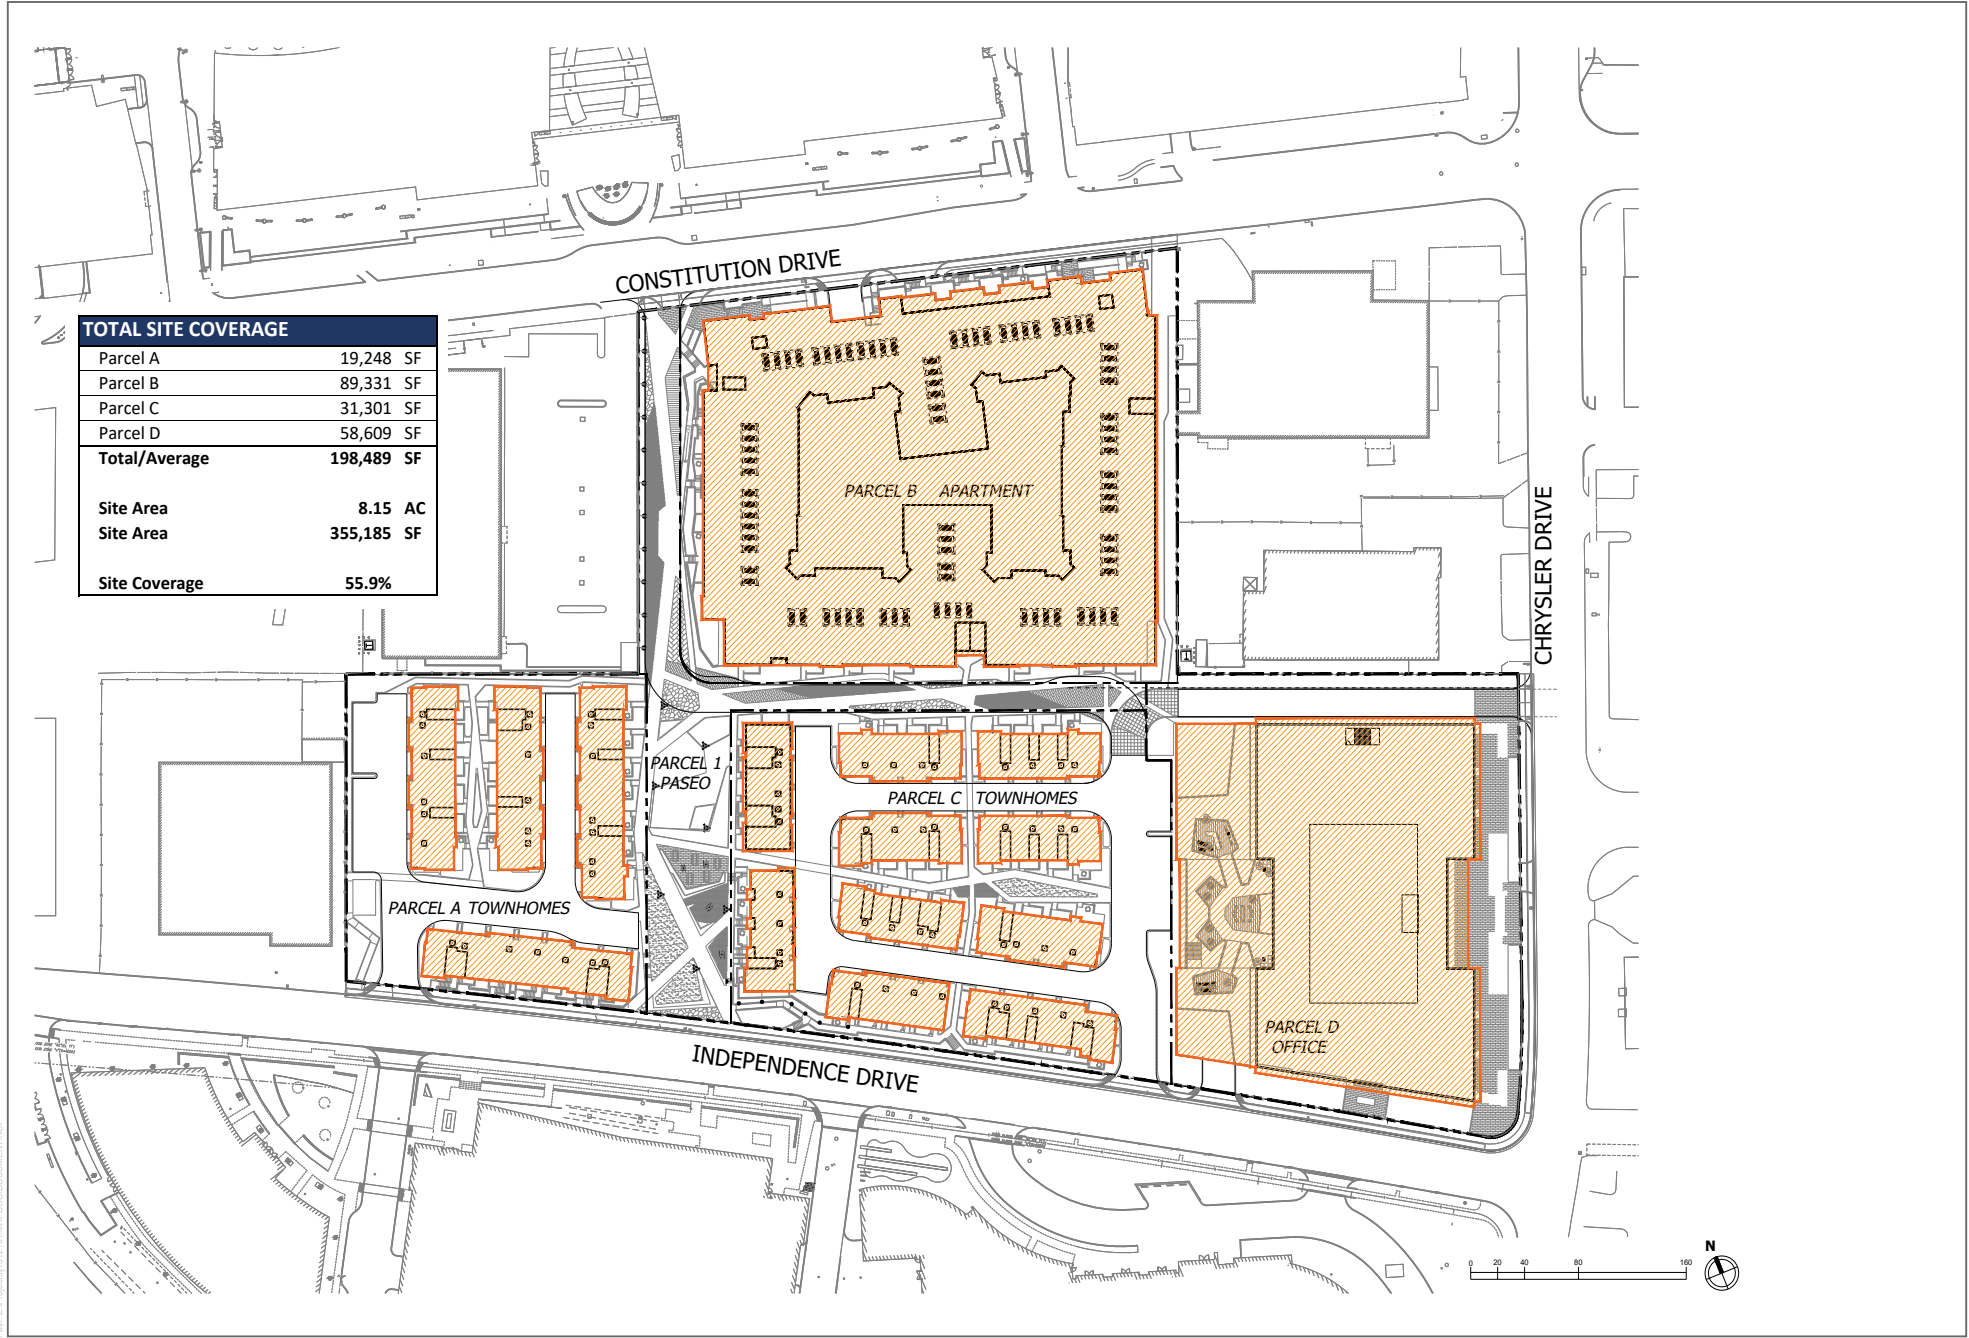 CONSTITUTION DRIVE
TOTAL SITE COVERAGE
Parcel A 19,248 SF
Parcel B 89,331 SF
Parcel C 31,301 SF
Parcel D 58,609 SF
Total/Average 198,489 SF
Site Area 8.15 AC
Site Area 355,185 SF
Site Coverage 55.9%
PARCEL B APARTMENT
CHRYSLER DRIVE
PARCEL 1
PASEO
PARCEL C TOWNHOMES
PARCEL A TOWNHOMES
PARCEL D
OFFICE
INDEPENDENCE DRIVE
N
0 20 40 80 160